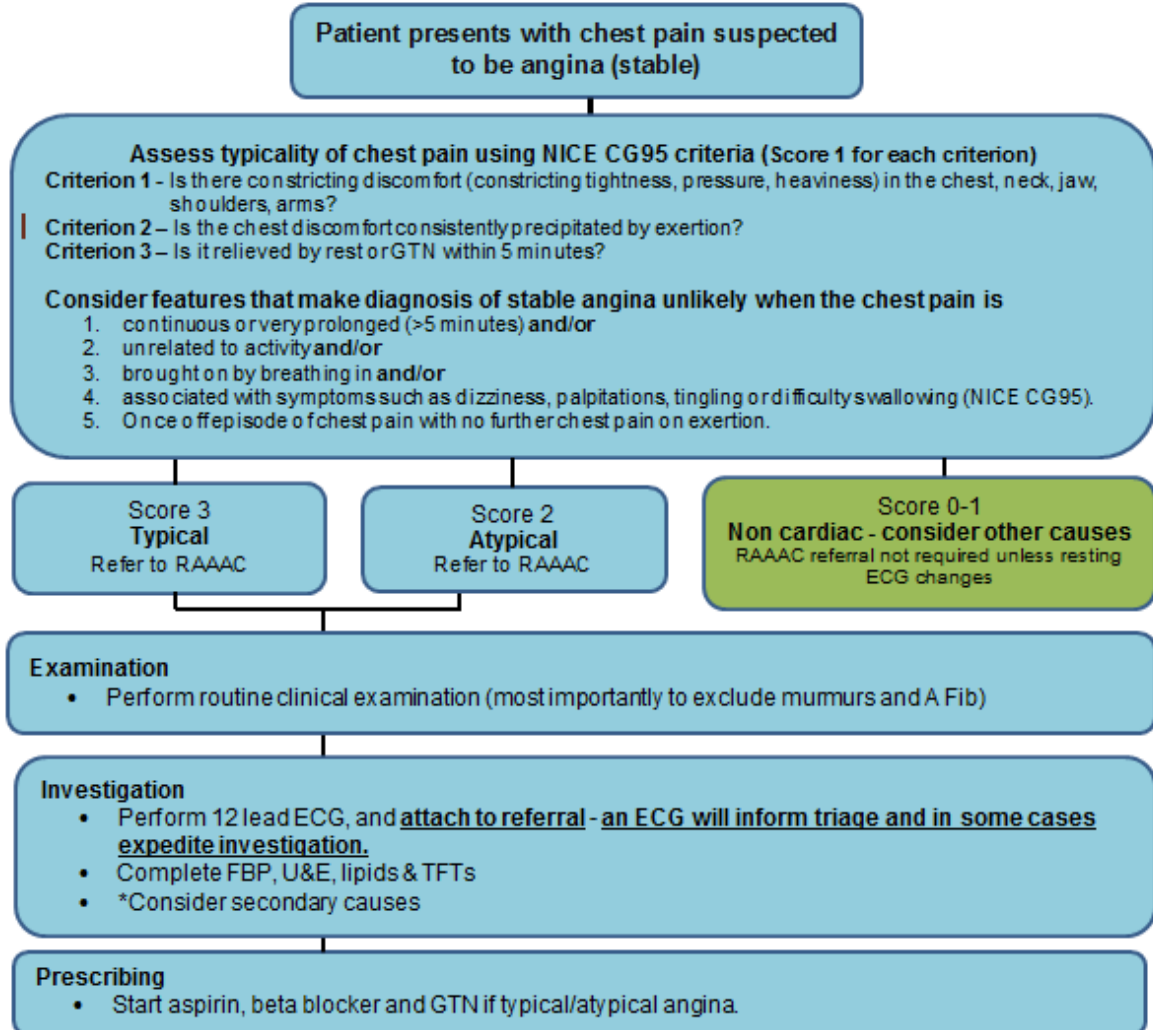 Patient presents with chest pain suspected
to be angina (stable)
Assess typicality of chest pain using NICE CG95 criteria (Score 1 for each criterion)
Criterion 1 - Is there constricting discomfort (constricting tightness, pressure, heaviness) in the chest, neck, jaw,
shoulders, arms?
Criterion 2 – Is the chest discomfort consistently precipitated by exertion?
Criterion 3 – Is it relieved by rest or GTN within 5 minutes?
Consider features that make diagnosis of stable angina unlikely when the chest pain is
1. continuous or very prolonged (>5 minutes) and/or
2. unrelated to activity and/or
3. brought on by breathing in and/or
4. associated with symptoms such as dizziness, palpitations, tingling or difficulty swallowing (NICE CG95).
5. Once off episode of chest pain with no further chest pain on exertion.
Score 3
Typical
Refer to RAAAC
Score 2
Atypical
Refer to RAAAC
Score 0-1
Non cardiac - consider other causes
RAAAC referral not required unless resting
ECG changes
Examination
• Perform routine clinical examination (most importantly to exclude murmurs and A Fib)
Investigation
• Perform 12 lead ECG, and attach to referral - an ECG will inform triage and in some cases
expedite investigation.
• Complete FBP, U&E, lipids & TFTs
• *Consider secondary causes
Prescribing
• Start aspirin, beta blocker and GTN if typical/atypical angina.